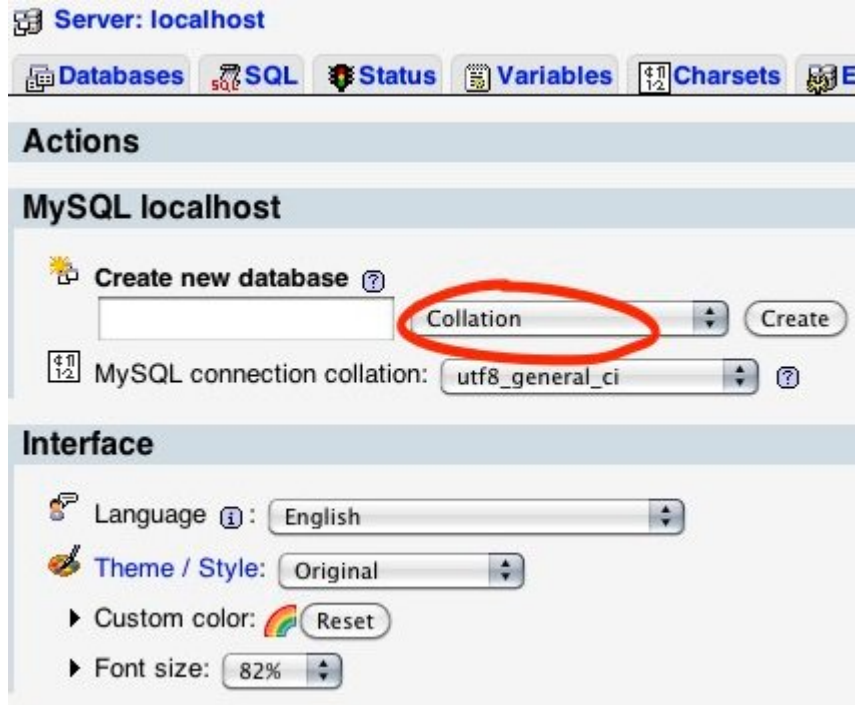 Server: localhost
Databases SQL Status Variables Charsets E
Actions
MySQL localhost
Create new database
Collation Create
MySQL connection collation: utf8_general_ci
Interface
Language : English
Theme / Style: Original
Custom color: Reset
Font size: 82%